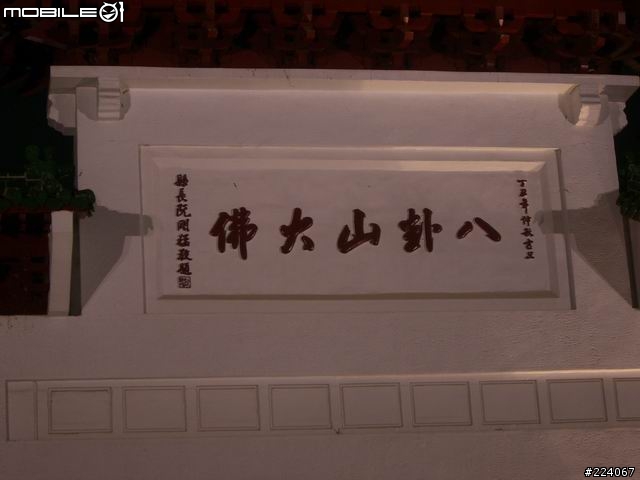 MOBILE01
丁丑年仲秋吉旦
八卦山大佛
縣長阮剛猛敬題
#224067